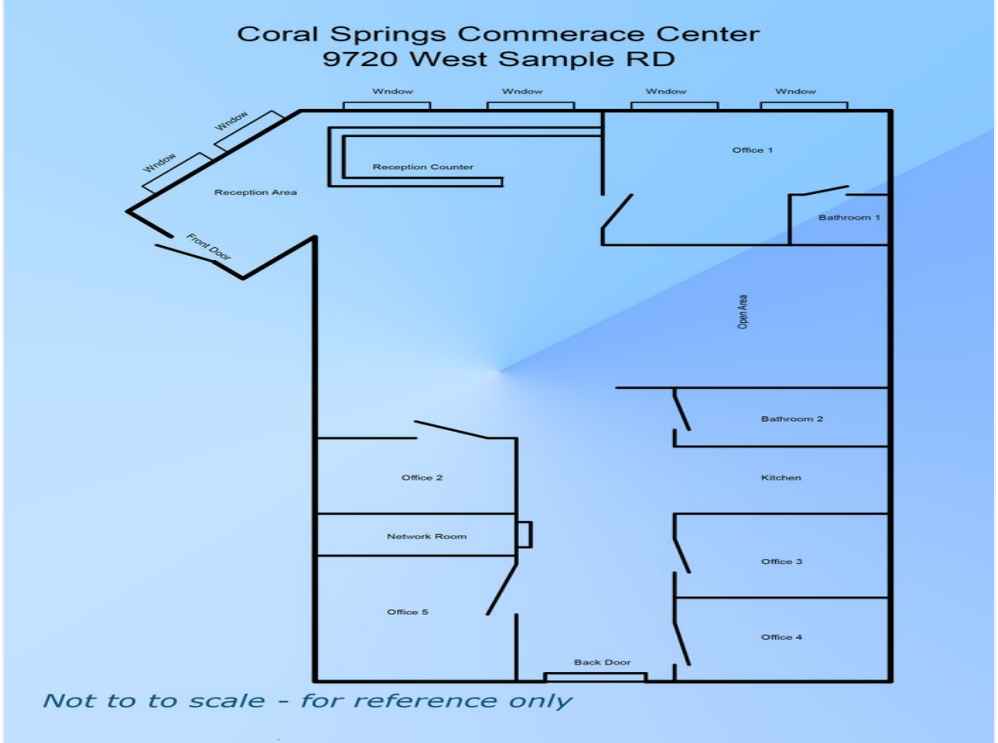 Coral Springs Commerace Center
9720 West Sample RD
Wndow
Wndow
Wndow
Wndow
Wndow
Wndow
Office 1
Reception Counter
Reception Area
Bathroom 1
Front Door
Open Area
Bathroom 2
Office 2
Kitchen
Network Room
Office 3
Office 5
Office 4
Back Door
Not to to scale - for reference only